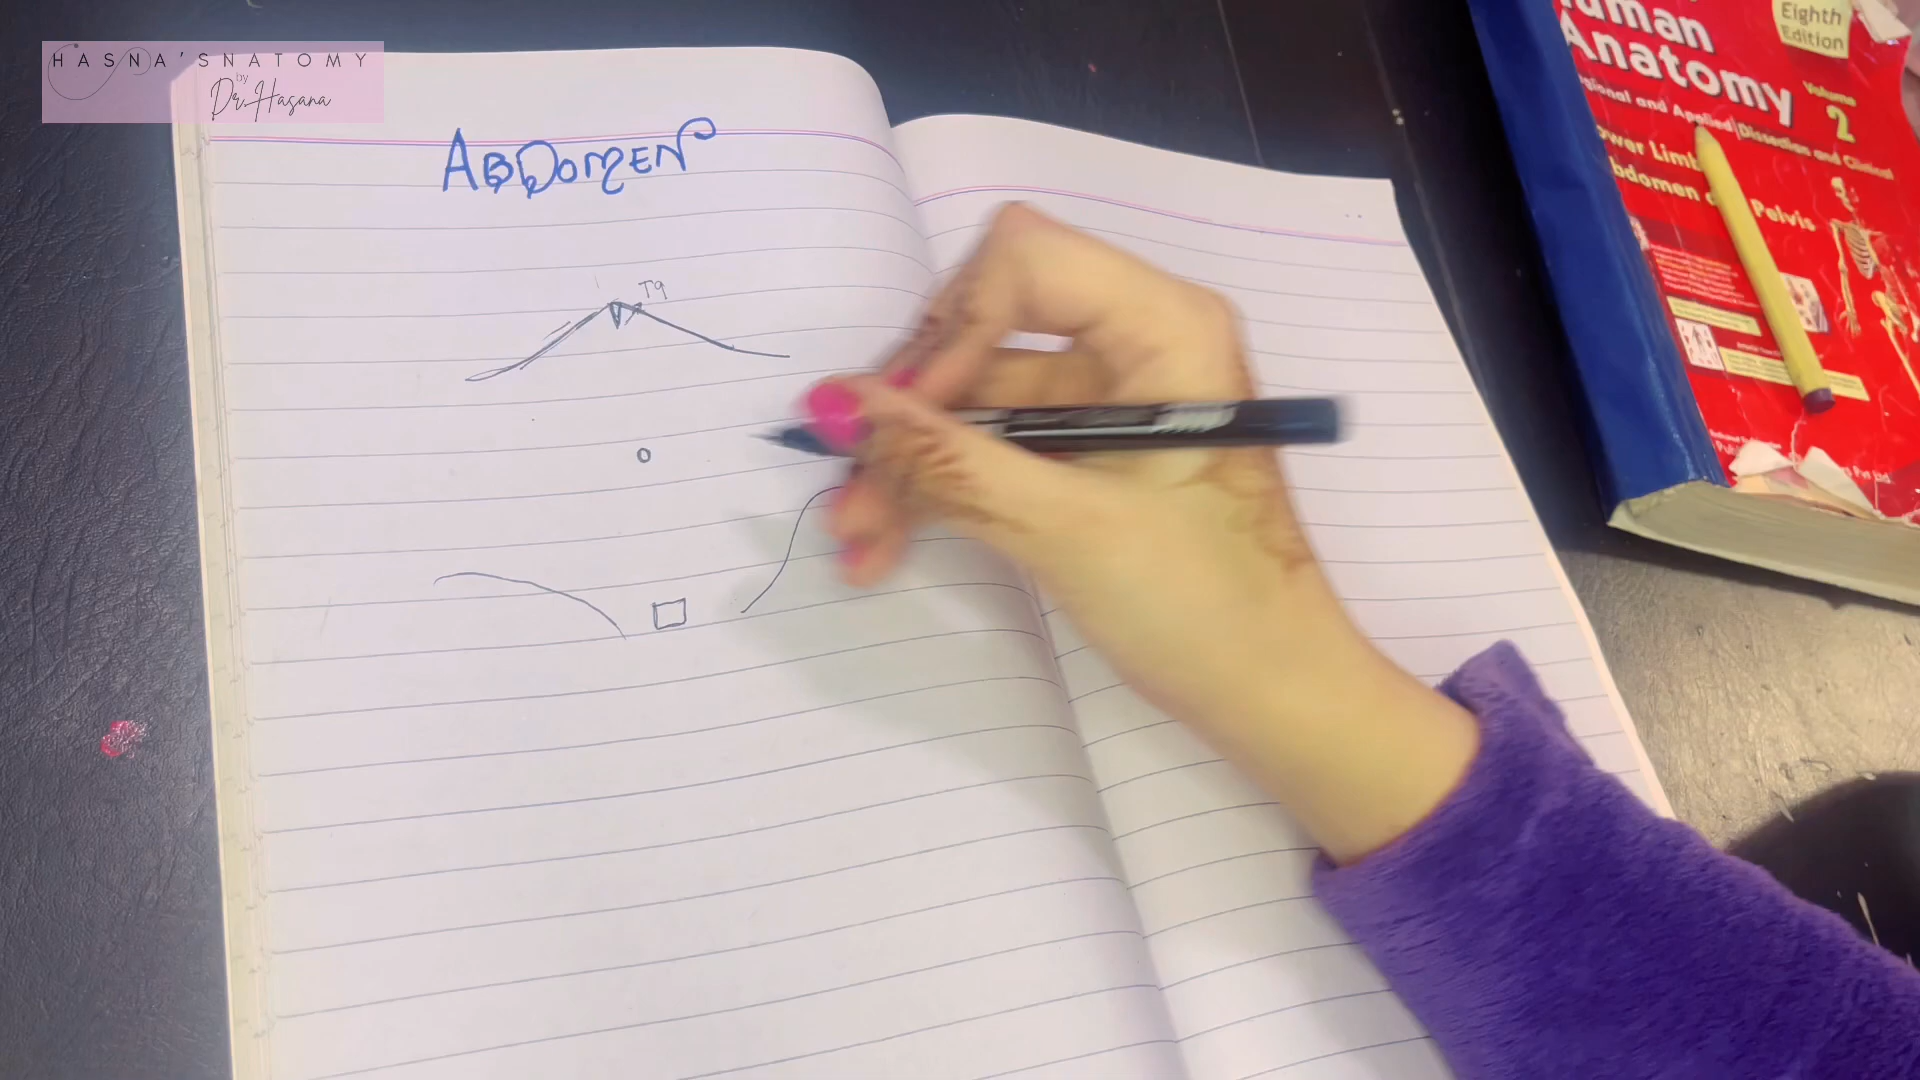 HASNA'SNATOMY
by
Dr.Hasana
ABDOMEN
T9
Human
Anatomy
Eighth
Edition
Regional and Applied | Dissection and Clinical
Volume
2
Lower Limb
Abdomen Pelvis